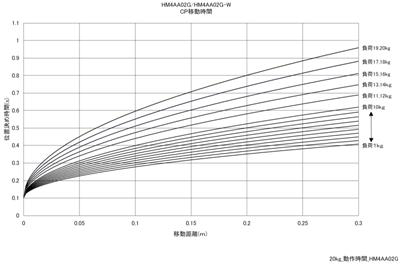 HM4AA02G/HM4AA02G-W
CP移動時間
位置決め時間(s)
1.1
1
0.9
0.8
0.7
0.6
0.5
0.4
0.3
0.2
0.1
0
負荷19.20kg
負荷17.18kg
負荷15.16kg
負荷13.14kg
負荷11.12kg
負荷10kg
負荷1kg
0
0.05
0.1
0.15
0.2
0.25
0.3
移動距離(m)
20kg_動作時間_HM4AA02G